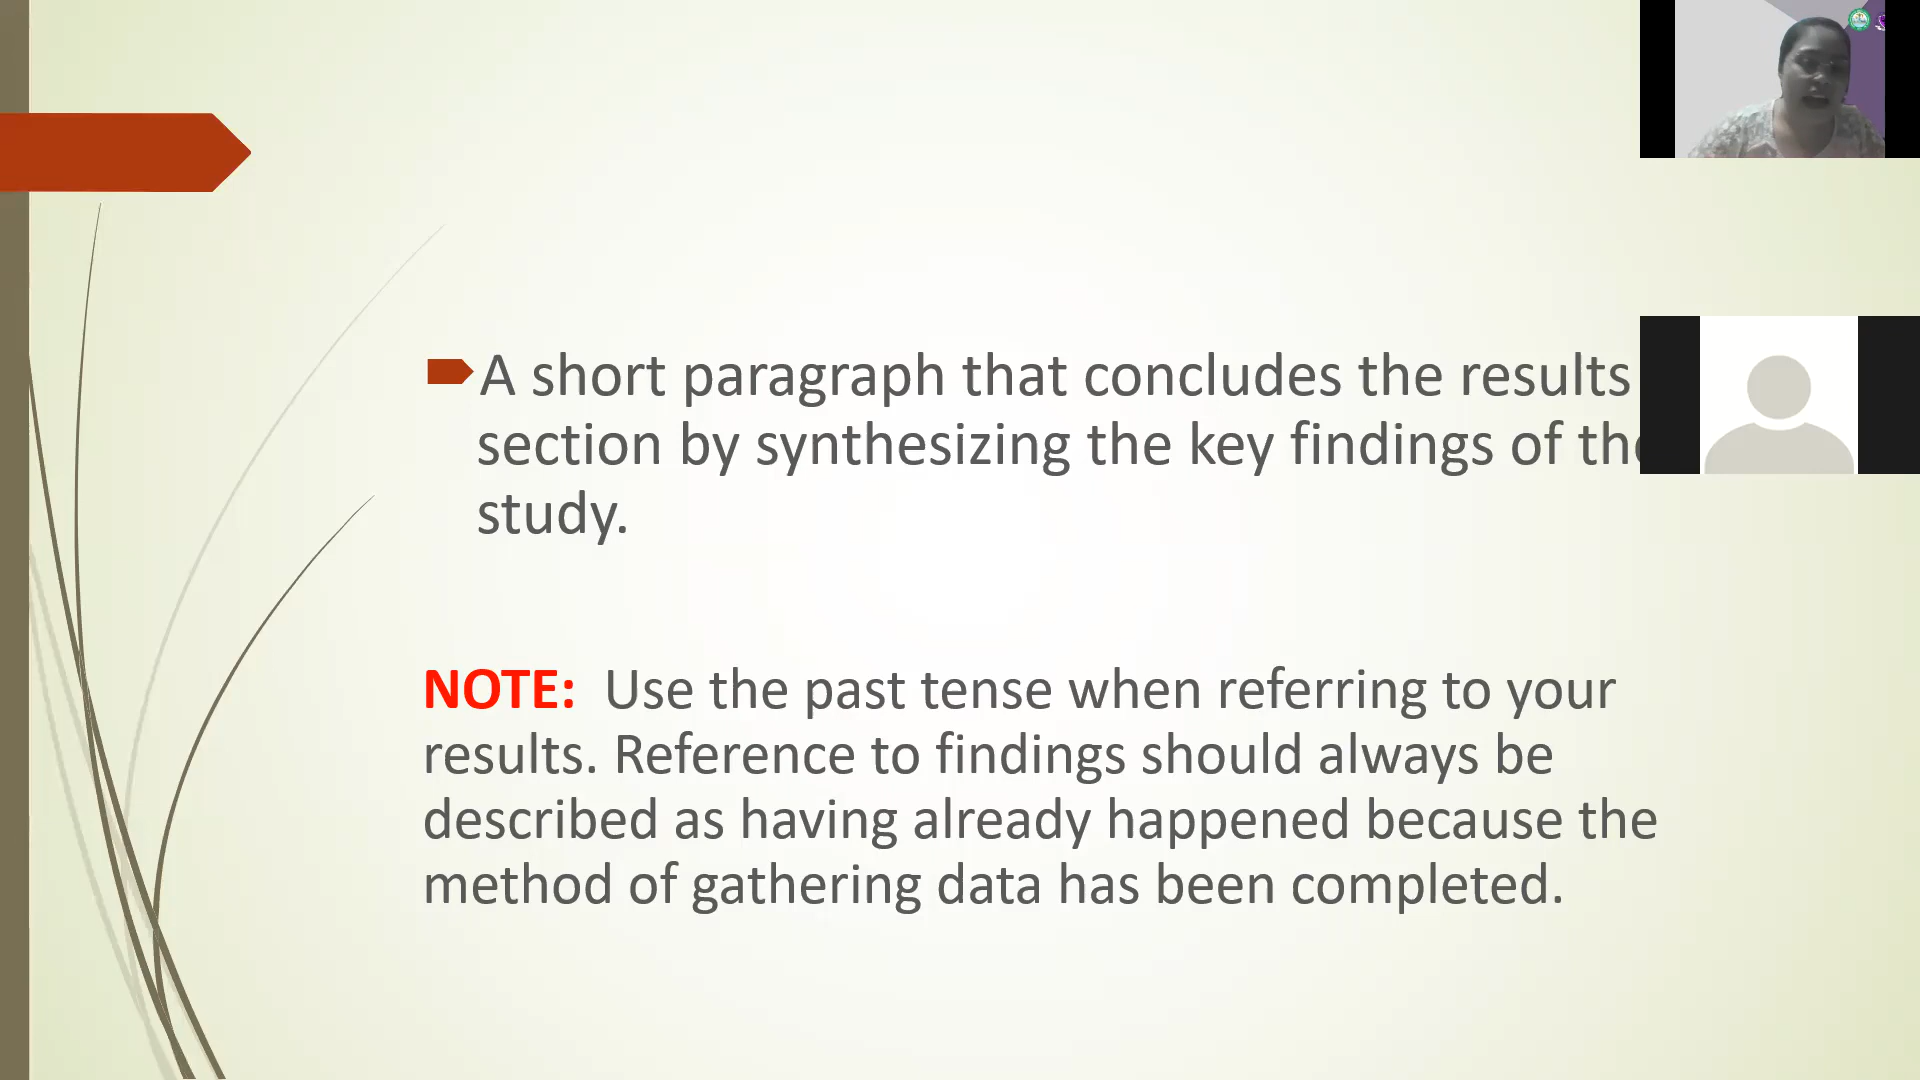 A short paragraph that concludes the results
section by synthesizing the key findings of the
study.
NOTE: Use the past tense when referring to your
results. Reference to findings should always be
described as having already happened because the
method of gathering data has been completed.